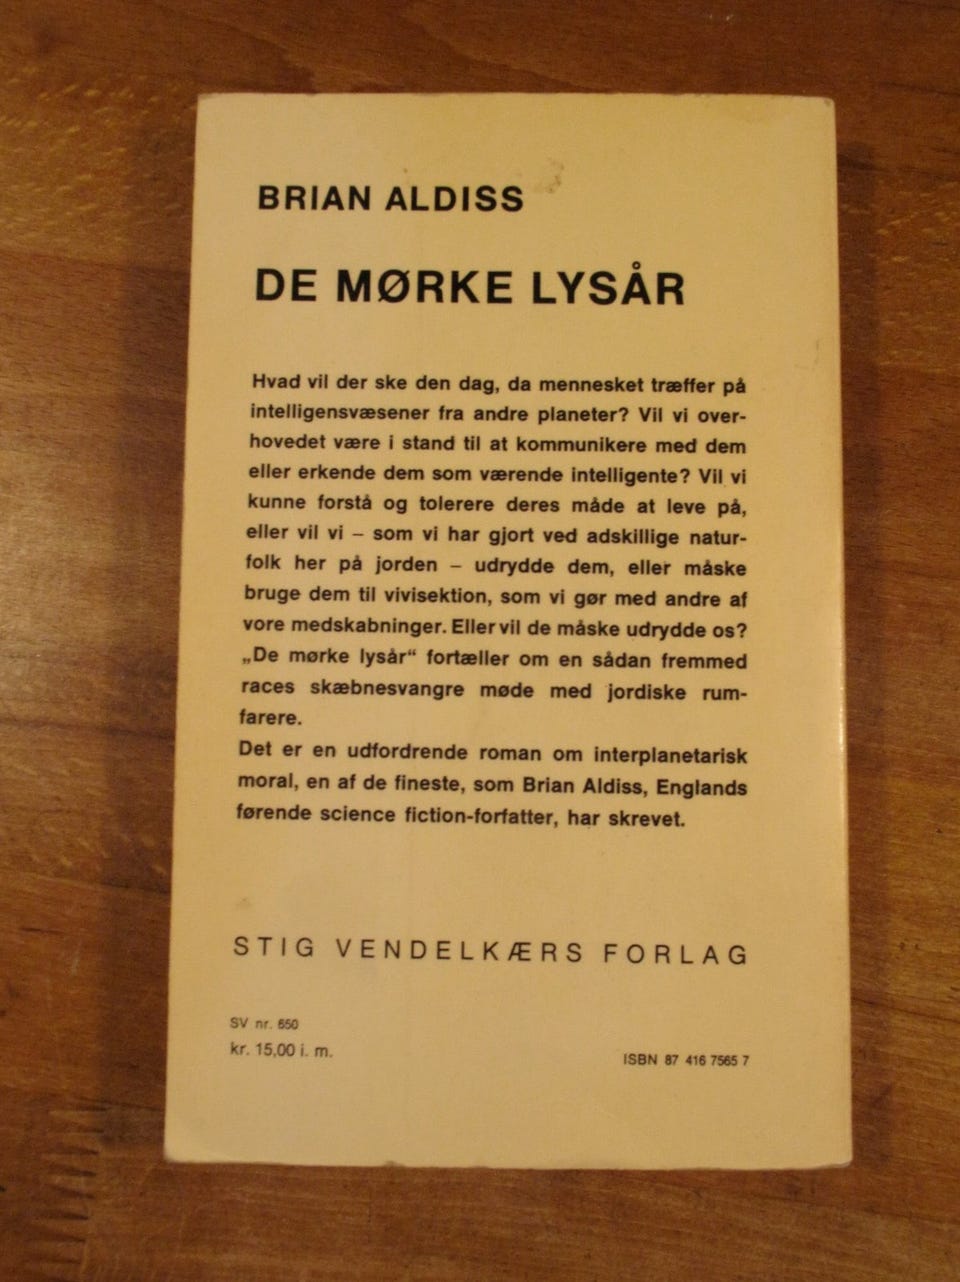 BRIAN ALDISS
DE MØRKE LYSÅR
Hvad vil der ske den dag, da mennesket træffer på
intelligensvæsener fra andre planeter? Vil vi over-
hovedet være i stand til at kommunikere med dem
eller erkende dem som værende intelligente? Vil vi
kunne forstå og tolerere deres måde at leve på,
eller vil vi – som vi har gjort ved adskillige natur-
folk her på jorden – udrydde dem, eller måske
bruge dem til vivisektion, som vi gør med andre af
vore medskabninger. Eller vil de måske udrydde os?
„De mørke lysår“ fortæller om en sådan fremmed
races skæbnesvangre møde med jordiske rum-
farere.
Det er en udfordrende roman om interplanetarisk
moral, en af de fineste, som Brian Aldiss, Englands
førende science fiction-forfatter, har skrevet.
STIG VENDELKÆRS FORLAG
SV nr. 650
kr. 15,00 i. m.
ISBN 87 416 7565 7